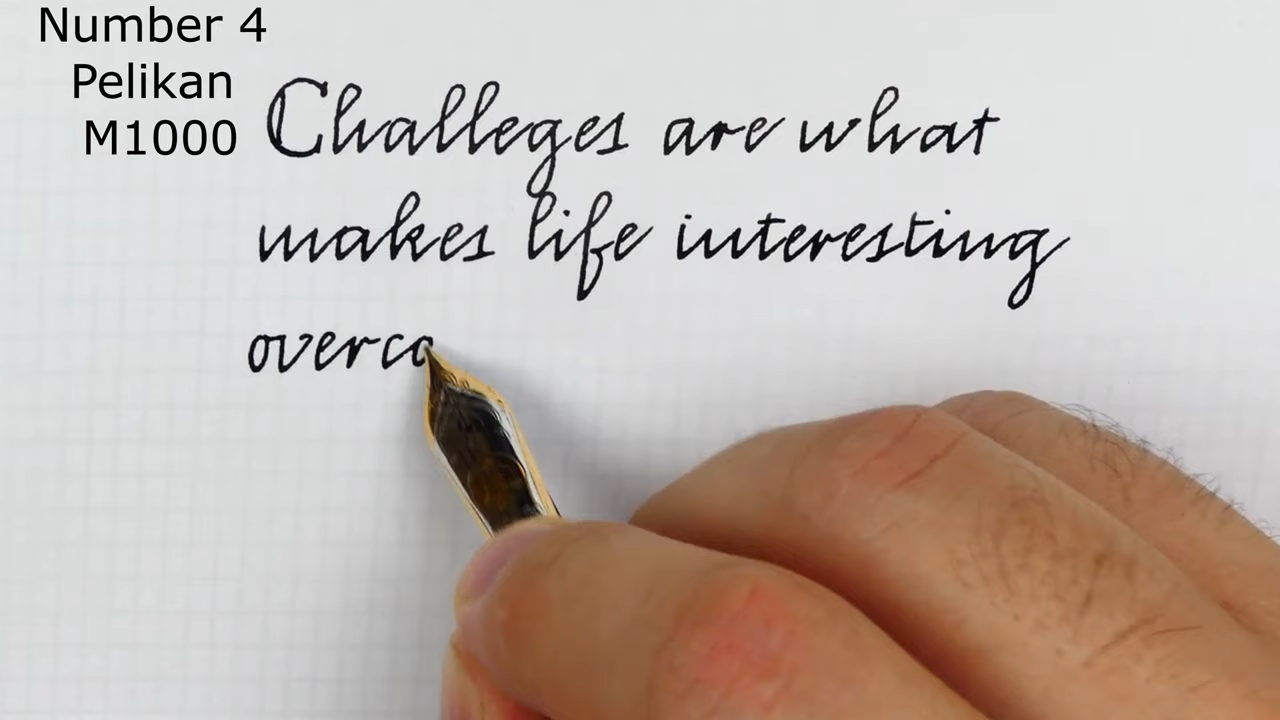 Number 4
Pelikan
M1000
Challeges are what
makes life interesting
overco